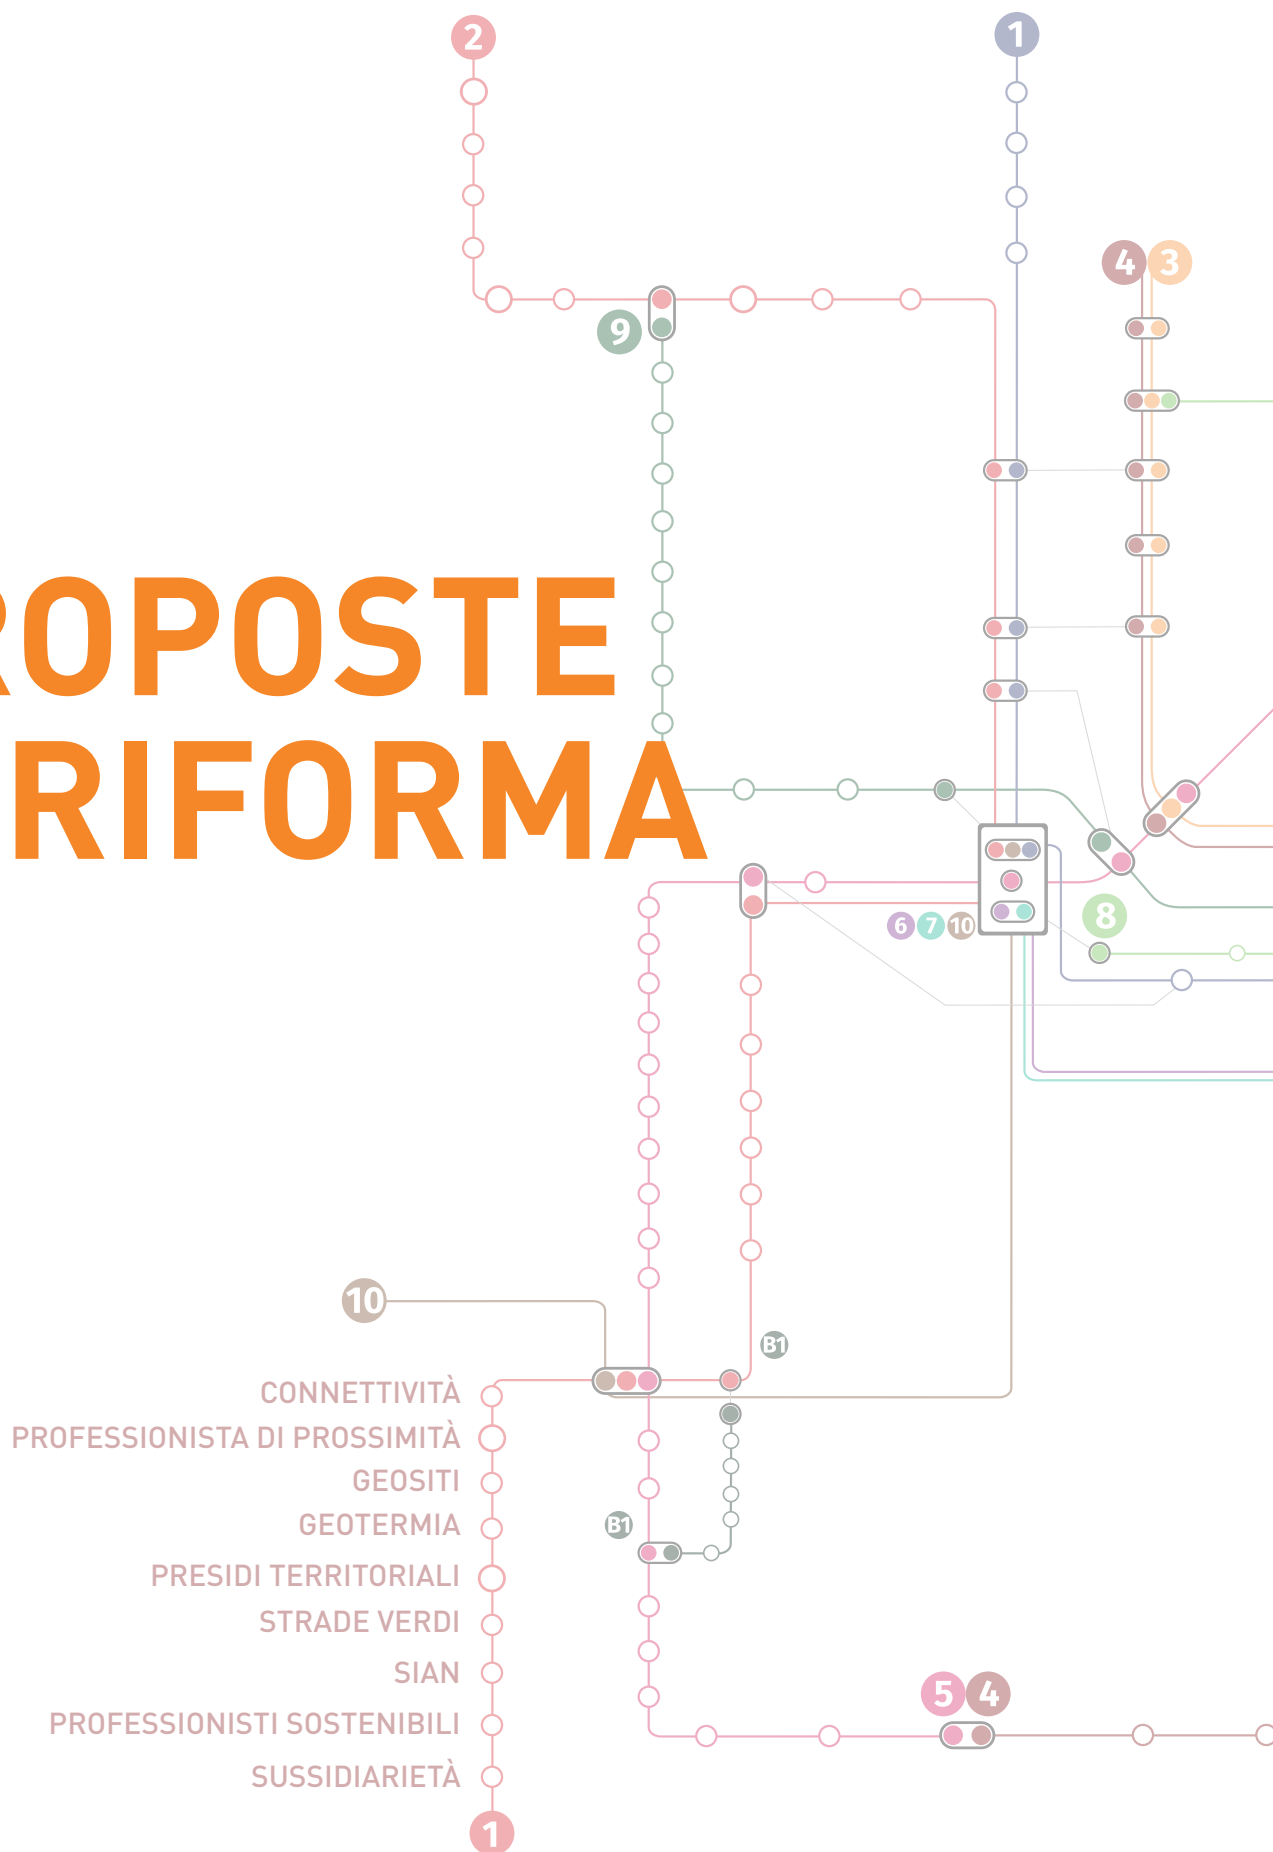 2
1
4 3
9
ROPOSTE
RIFORMA
6 7 10
8
10
B1
CONNETTIVITÀ
PROFESSIONISTA DI PROSSIMITÀ
GEOSITI
GEOTERMIA
B1
PRESIDI TERRITORIALI
STRADE VERDI
SIAN
5 4
PROFESSIONISTI SOSTENIBILI
SUSSIDIARIETÀ
1